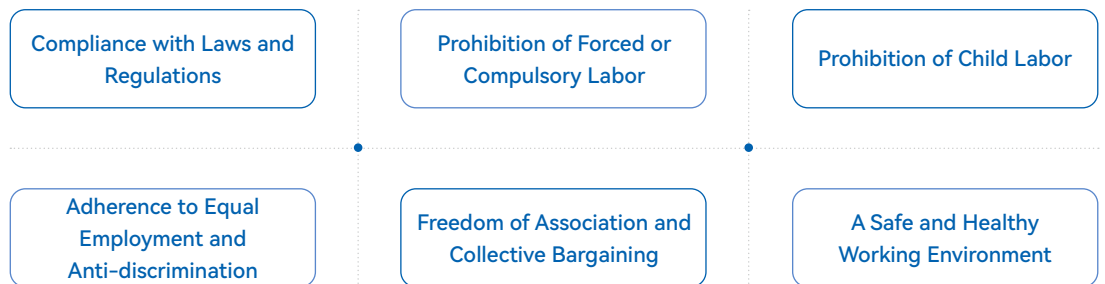 Compliance with Laws and
Regulations
Prohibition of Forced or
Compulsory Labor
Prohibition of Child Labor
Adherence to Equal
Employment and
Anti-discrimination
Freedom of Association and
Collective Bargaining
A Safe and Healthy
Working Environment